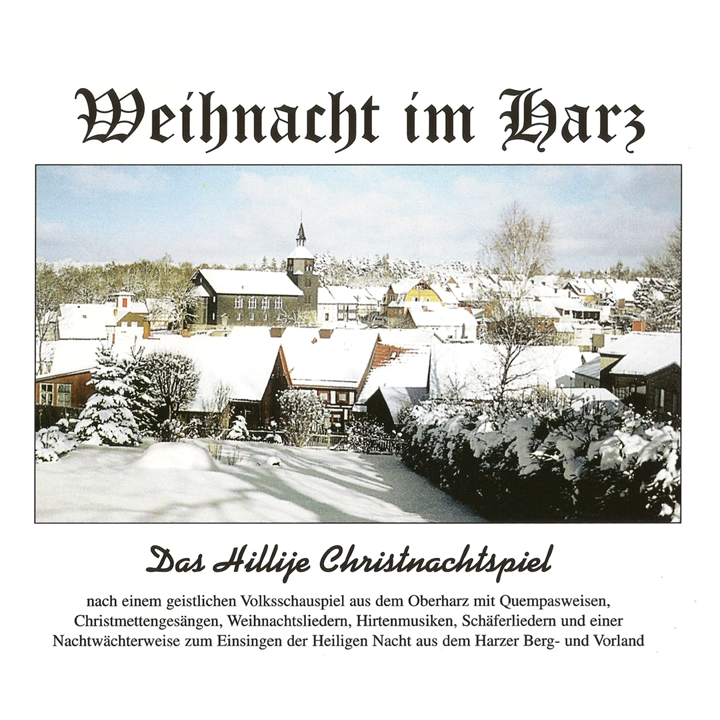 Weihnacht im Harz
Das Hillije Christnachtspiel
nach einem geistlichen Volksschauspiel aus dem Oberharz mit Quempasweisen,
Christmettengesängen, Weihnachtsliedern, Hirtenmusiken, Schäferliedern und einer
Nachtwächterweise zum Einsingen der Heiligen Nacht aus dem Harzer Berg- und Vorland